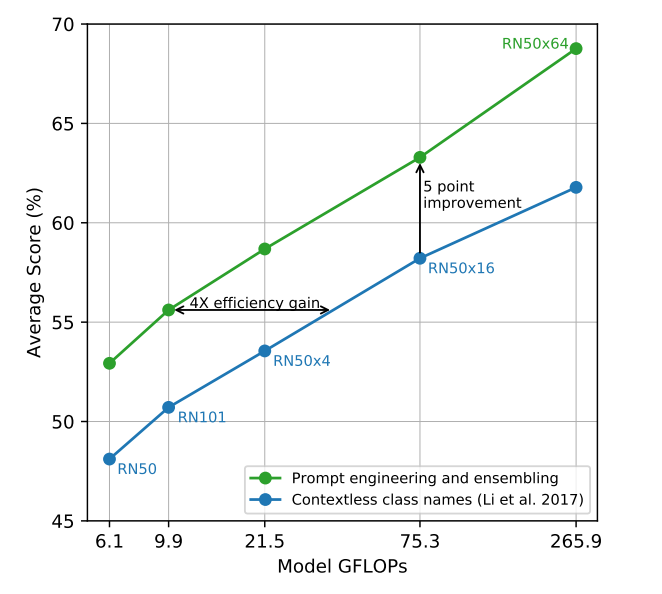 70
65
60
55
50
45
Average Score (%)
RN50x64
5 point
improvement
RN50x16
4X efficiency gain
RN50x4
RN101
RN50
Prompt engineering and ensembling
Contextless class names (Li et al. 2017)
6.1 9.9 21.5 75.3 265.9
Model GFLOPs